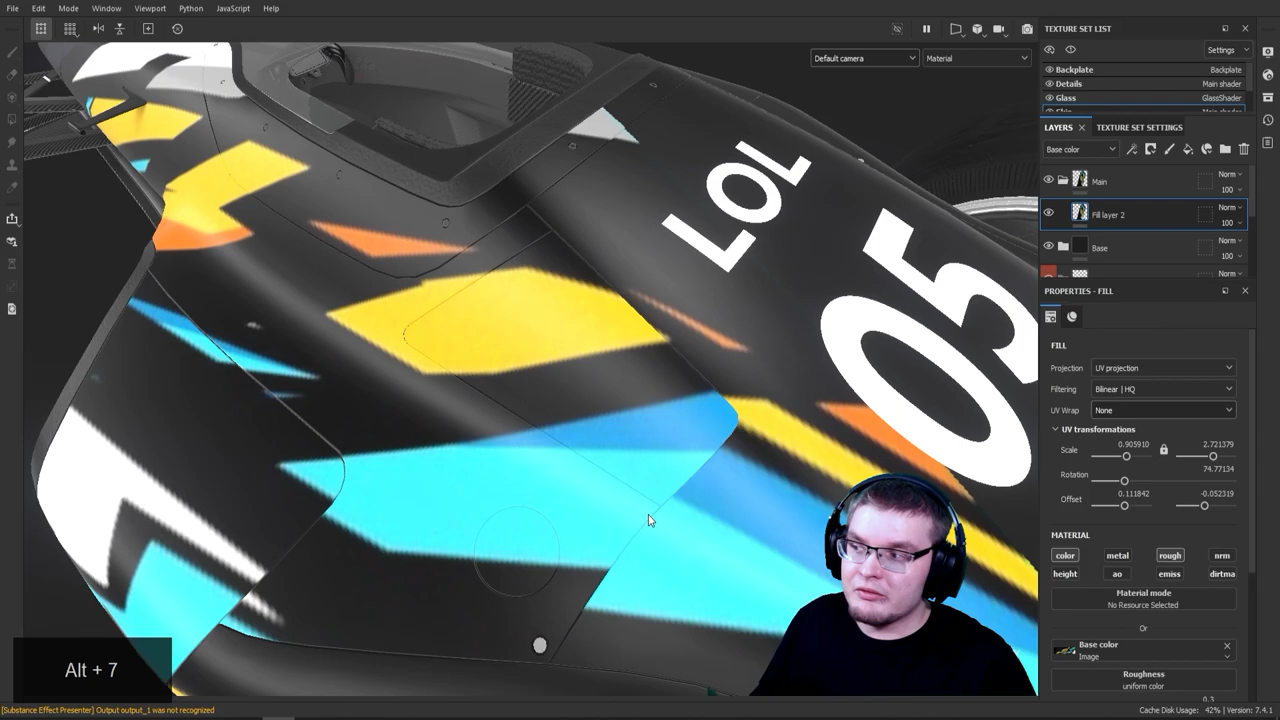 File Edit Mode Window Viewport Python JavaScript Help
Default camera
Material
TEXTURE SET LIST
Settings
Backplate Backplate
Details Main shader
Glass GlassShader
LAYERS TEXTURE SET SETTINGS
Base color
Main Norm 100
Fill layer 2 Norm 100
Base Norm 100
Norm
PROPERTIES - FILL
FILL
Projection UV projection
Filtering Bilinear | HQ
UV Wrap None
UV transformations
Scale 0.905910 2.721379
Rotation 74.77134
Offset 0.111842 -0.052319
MATERIAL
color metal rough nrm
height ao emiss dirtma
Material mode
No Resource Selected
Or
Base color
Image
Roughness
uniform color
0.3
LOL
05
Alt + 7
[Substance Effect Presenter] Output output_1 was not recognized
Cache Disk Usage: 42% | Version: 7.4.1